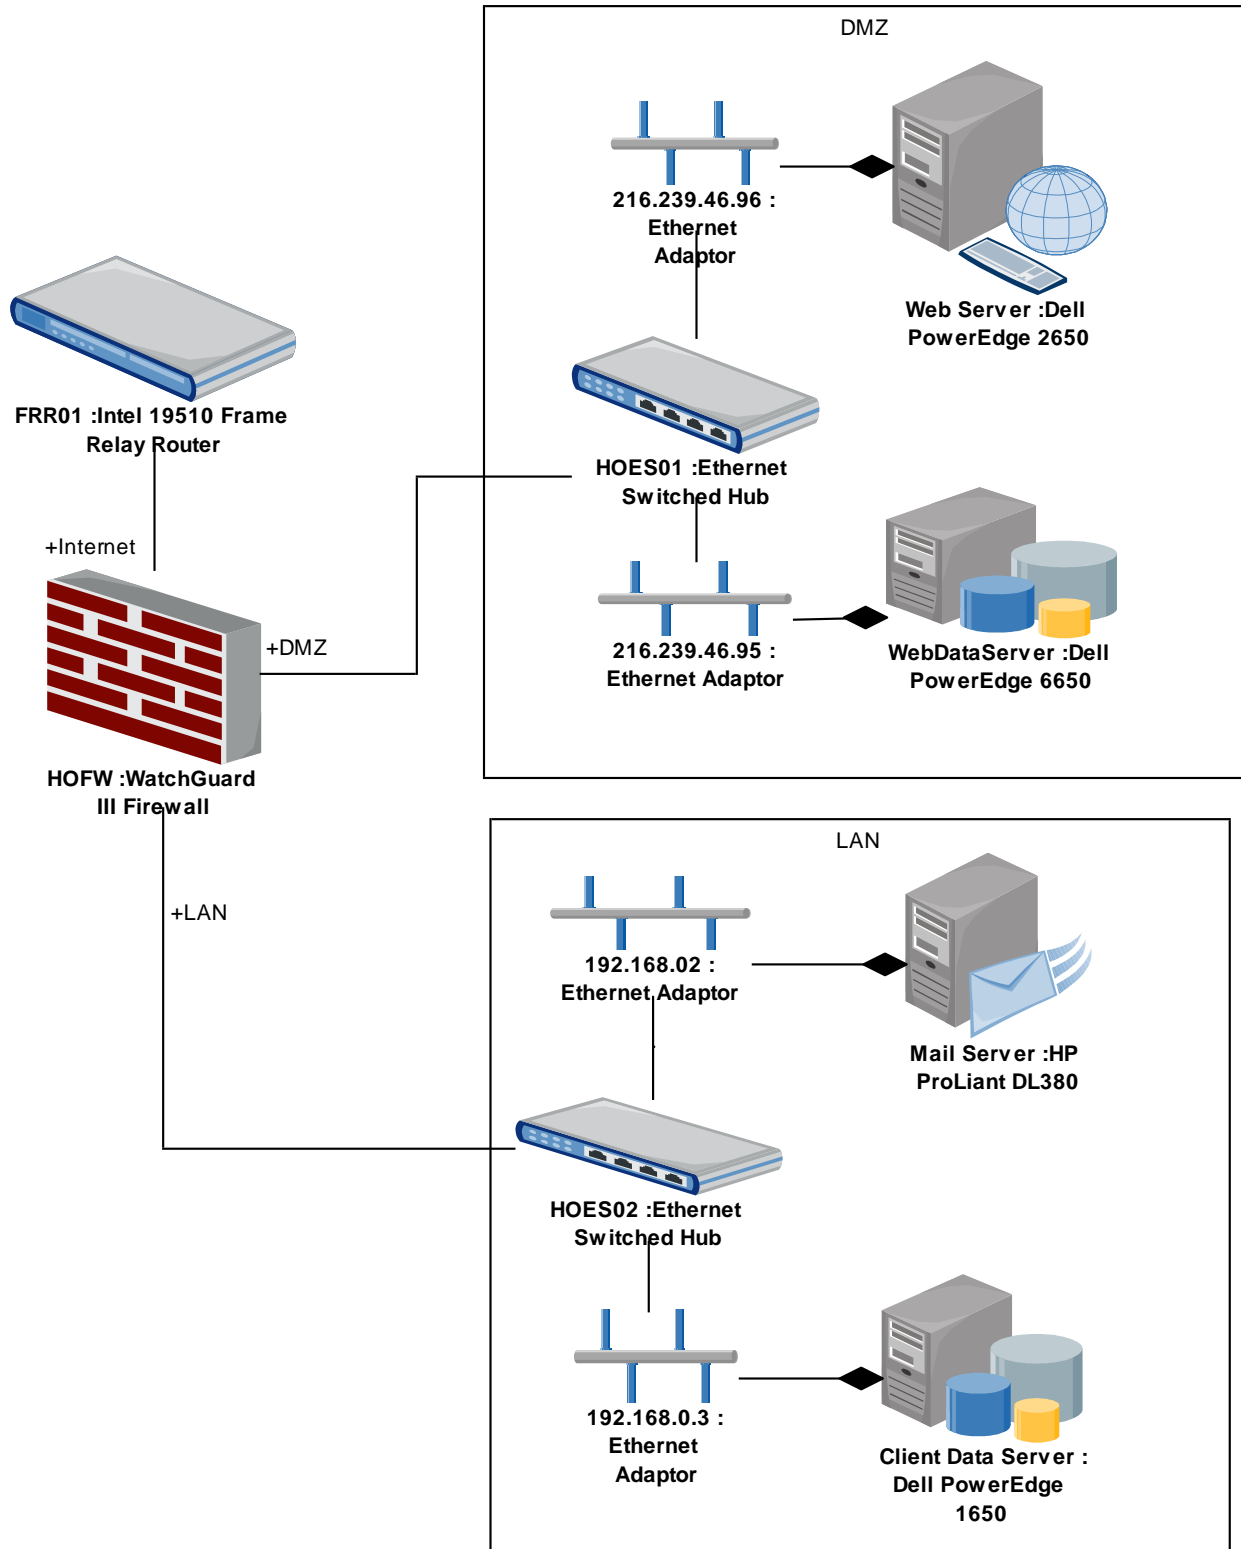 DMZ
216.239.46.96 :
Ethernet
Adaptor
Web Server :Dell
PowerEdge 2650
FRR01 :Intel 19510 Frame
Relay Router
HOES01 :Ethernet
Switched Hub
+Internet
+DMZ
216.239.46.95 :
Ethernet Adaptor
WebDataServer :Dell
PowerEdge 6650
HOFW :WatchGuard
III Firewall
LAN
+LAN
192.168.02 :
Ethernet Adaptor
Mail Server :HP
ProLiant DL380
HOES02 :Ethernet
Switched Hub
192.168.0.3 :
Ethernet
Adaptor
Client Data Server :
Dell PowerEdge
1650